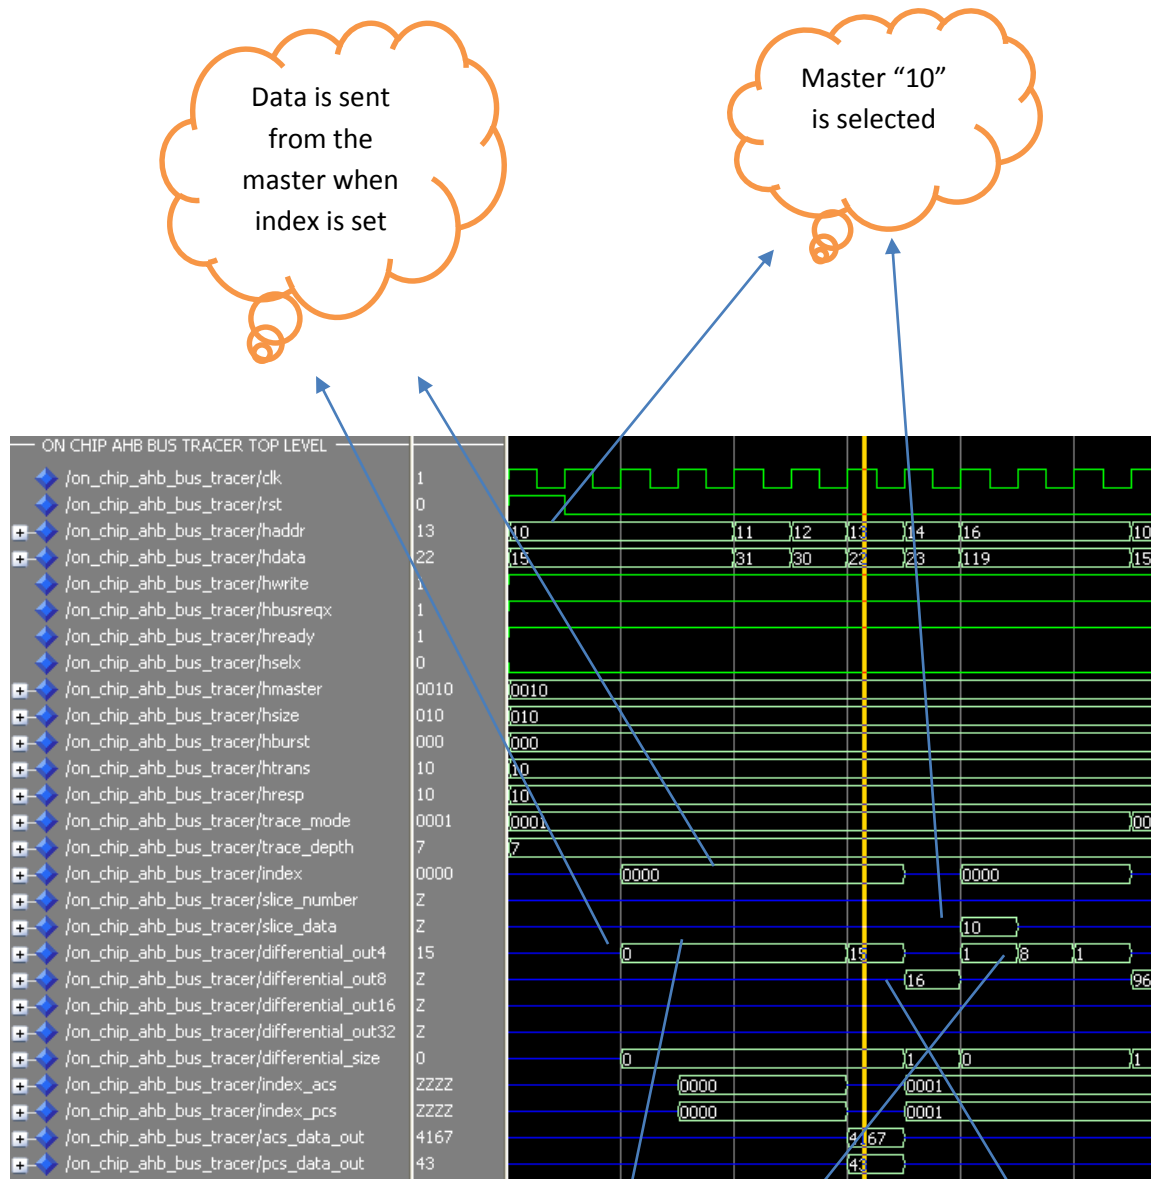 Data is sent
from the
master when
index is set
Master “10”
is selected
ON CHIP AHB BUS TRACER TOP LEVEL
/on_chip_ahb_bus_tracer/clk 1
/on_chip_ahb_bus_tracer/rst 0
/on_chip_ahb_bus_tracer/haddr 13 10 11 12 13 14 16 10
/on_chip_ahb_bus_tracer/hdata 22 15 31 30 22 23 119 15
/on_chip_ahb_bus_tracer/hwrite 1
/on_chip_ahb_bus_tracer/hbusreqx 1
/on_chip_ahb_bus_tracer/hready 1
/on_chip_ahb_bus_tracer/hselx 0
/on_chip_ahb_bus_tracer/hmaster 0010 0010
/on_chip_ahb_bus_tracer/hsize 010 010
/on_chip_ahb_bus_tracer/hburst 000 000
/on_chip_ahb_bus_tracer/htrans 10 10
/on_chip_ahb_bus_tracer/hresp 10 10
/on_chip_ahb_bus_tracer/trace_mode 0001 0001 00
/on_chip_ahb_bus_tracer/trace_depth 7 7
/on_chip_ahb_bus_tracer/index 0000 0000 0000
/on_chip_ahb_bus_tracer/slice_number Z
/on_chip_ahb_bus_tracer/slice_data Z 10
/on_chip_ahb_bus_tracer/differential_out4 15 0 15 1 8 1
/on_chip_ahb_bus_tracer/differential_out8 Z 16 96
/on_chip_ahb_bus_tracer/differential_out16 Z
/on_chip_ahb_bus_tracer/differential_out32 Z
/on_chip_ahb_bus_tracer/differential_size 0 0 1 0 1
/on_chip_ahb_bus_tracer/index_acs ZZZZ 0000 0001
/on_chip_ahb_bus_tracer/index_pcs ZZZZ 0000 0001
/on_chip_ahb_bus_tracer/acs_data_out 4167 4167
/on_chip_ahb_bus_tracer/pcs_data_out 43 43